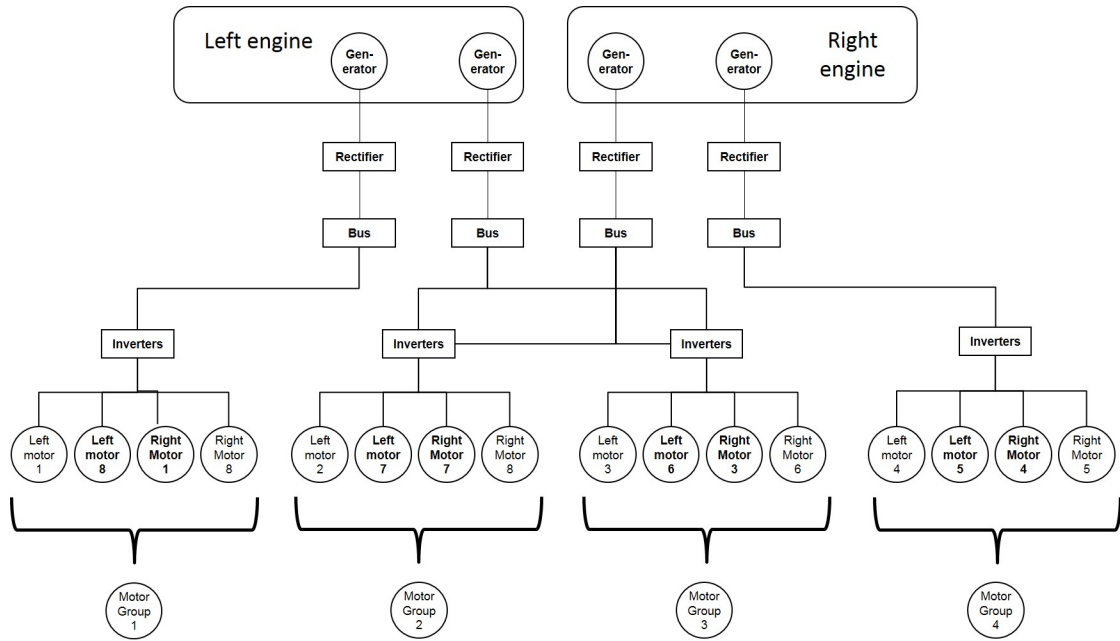 Left engine
Gen-
erator
Gen-
erator
Gen-
erator
Gen-
erator
Right
engine
Rectifier
Rectifier
Rectifier
Rectifier
Bus
Bus
Bus
Bus
Inverters
Inverters
Inverters
Inverters
Left
motor
1
Left
motor
8
Right
Motor
1
Right
Motor
8
Left
motor
2
Left
motor
7
Right
Motor
7
Right
Motor
8
Left
motor
3
Left
motor
6
Right
Motor
3
Right
Motor
6
Left
motor
4
Left
motor
5
Right
Motor
4
Right
Motor
5
Motor
Group
1
Motor
Group
2
Motor
Group
3
Motor
Group
4